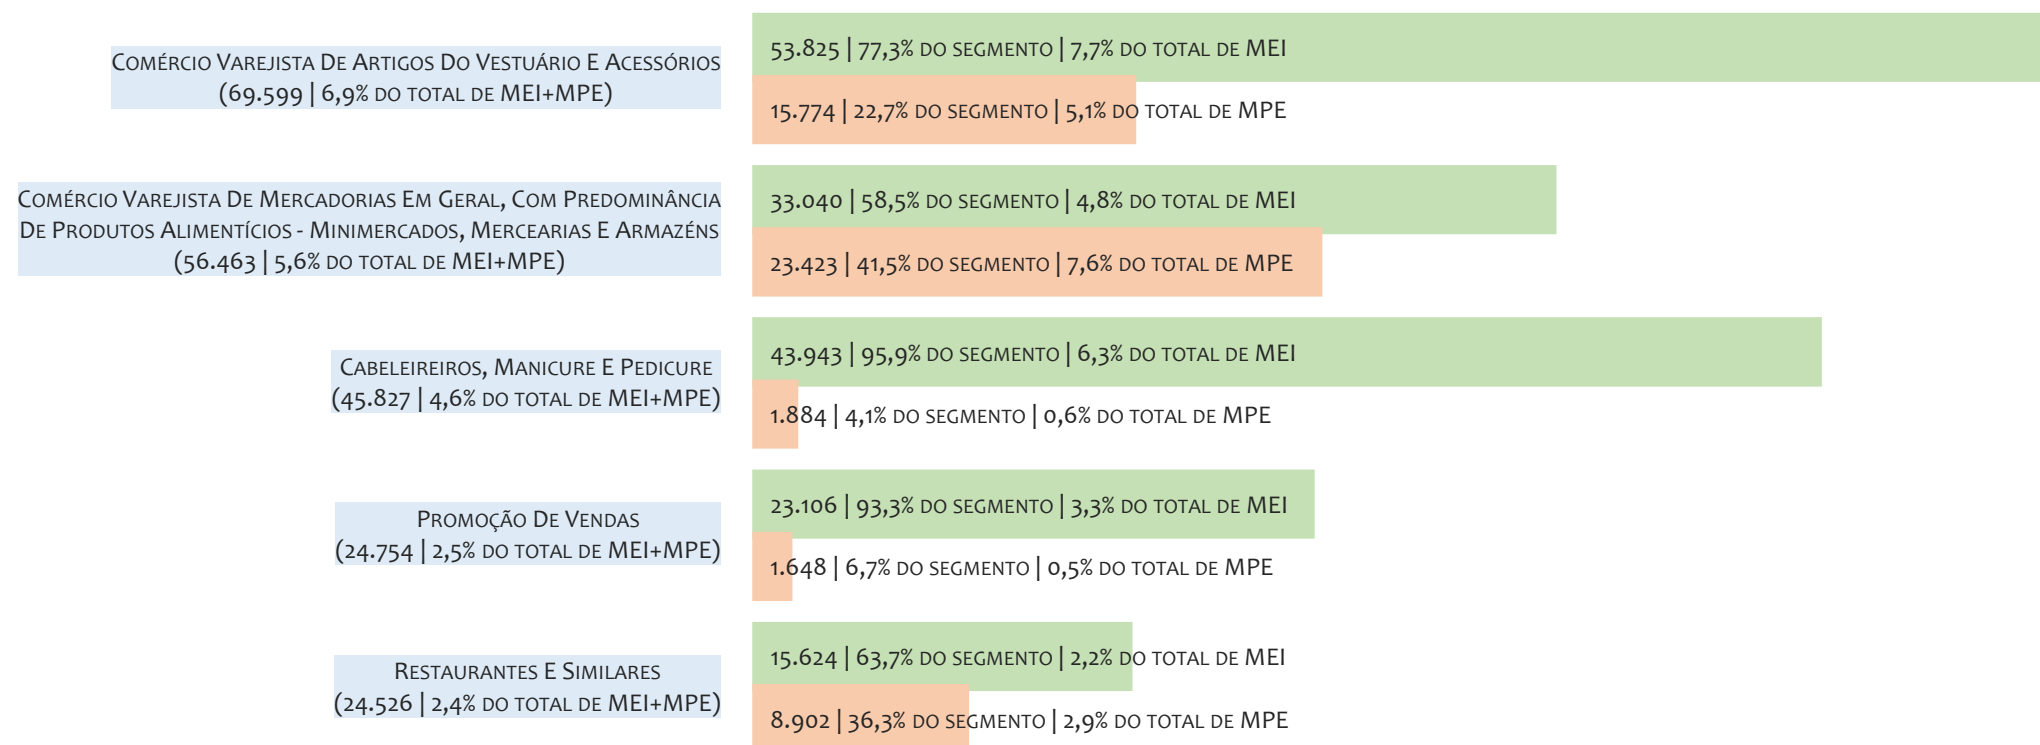 Comércio Varejista De Artigos Do Vestuário E Acessórios
(69.599 | 6,9% do total de MEI+MPE)
53.825 | 77,3% do segmento | 7,7% do total de MEI
15.774 | 22,7% do segmento | 5,1% do total de MPE
Comércio Varejista De Mercadorias Em Geral, Com Predominância
De Produtos Alimentícios - Minimercados, Mercearias E Armazéns
(56.463 | 5,6% do total de MEI+MPE)
33.040 | 58,5% do segmento | 4,8% do total de MEI
23.423 | 41,5% do segmento | 7,6% do total de MPE
Cabeleireiros, Manicure E Pedicure
(45.827 | 4,6% do total de MEI+MPE)
43.943 | 95,9% do segmento | 6,3% do total de MEI
1.884 | 4,1% do segmento | 0,6% do total de MPE
Promoção De Vendas
(24.754 | 2,5% do total de MEI+MPE)
23.106 | 93,3% do segmento | 3,3% do total de MEI
1.648 | 6,7% do segmento | 0,5% do total de MPE
Restaurantes E Similares
(24.526 | 2,4% do total de MEI+MPE)
15.624 | 63,7% do segmento | 2,2% do total de MEI
8.902 | 36,3% do segmento | 2,9% do total de MPE